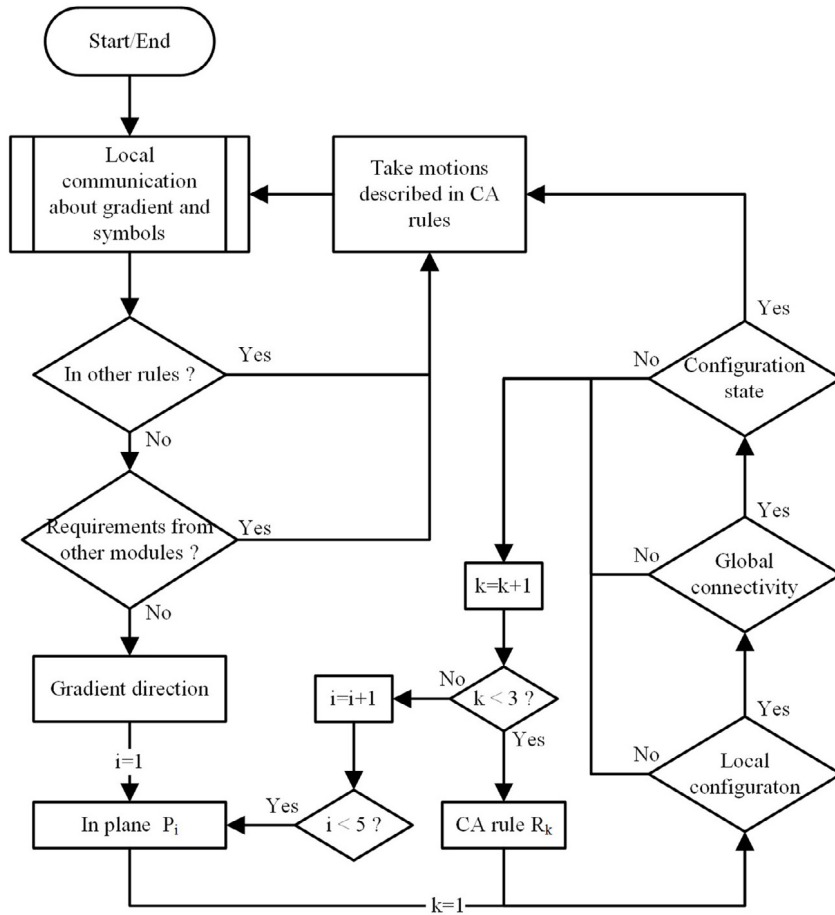 Start/End
Local
communication
about gradient and
symbols
Take motions
described in CA
rules
Yes
In other rules ?
Yes
No
Configuration
state
No
Requirements from
other modules ?
Yes
Yes
No
Global
connectivity
No
k=k+1
Gradient direction
i=i+1
No
k < 3 ?
Yes
Yes
No
Local
configuraton
i=1
In plane Pi
Yes
i < 5 ?
CA rule Rk
k=1